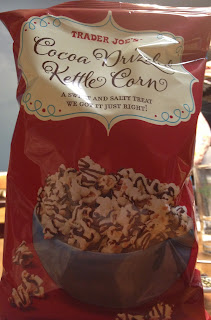 TRADER JOE'S
Cocoa Drizzled
Kettle Corn
A SWEET AND SALTY TREAT
WE GOT IT JUST RIGHT!